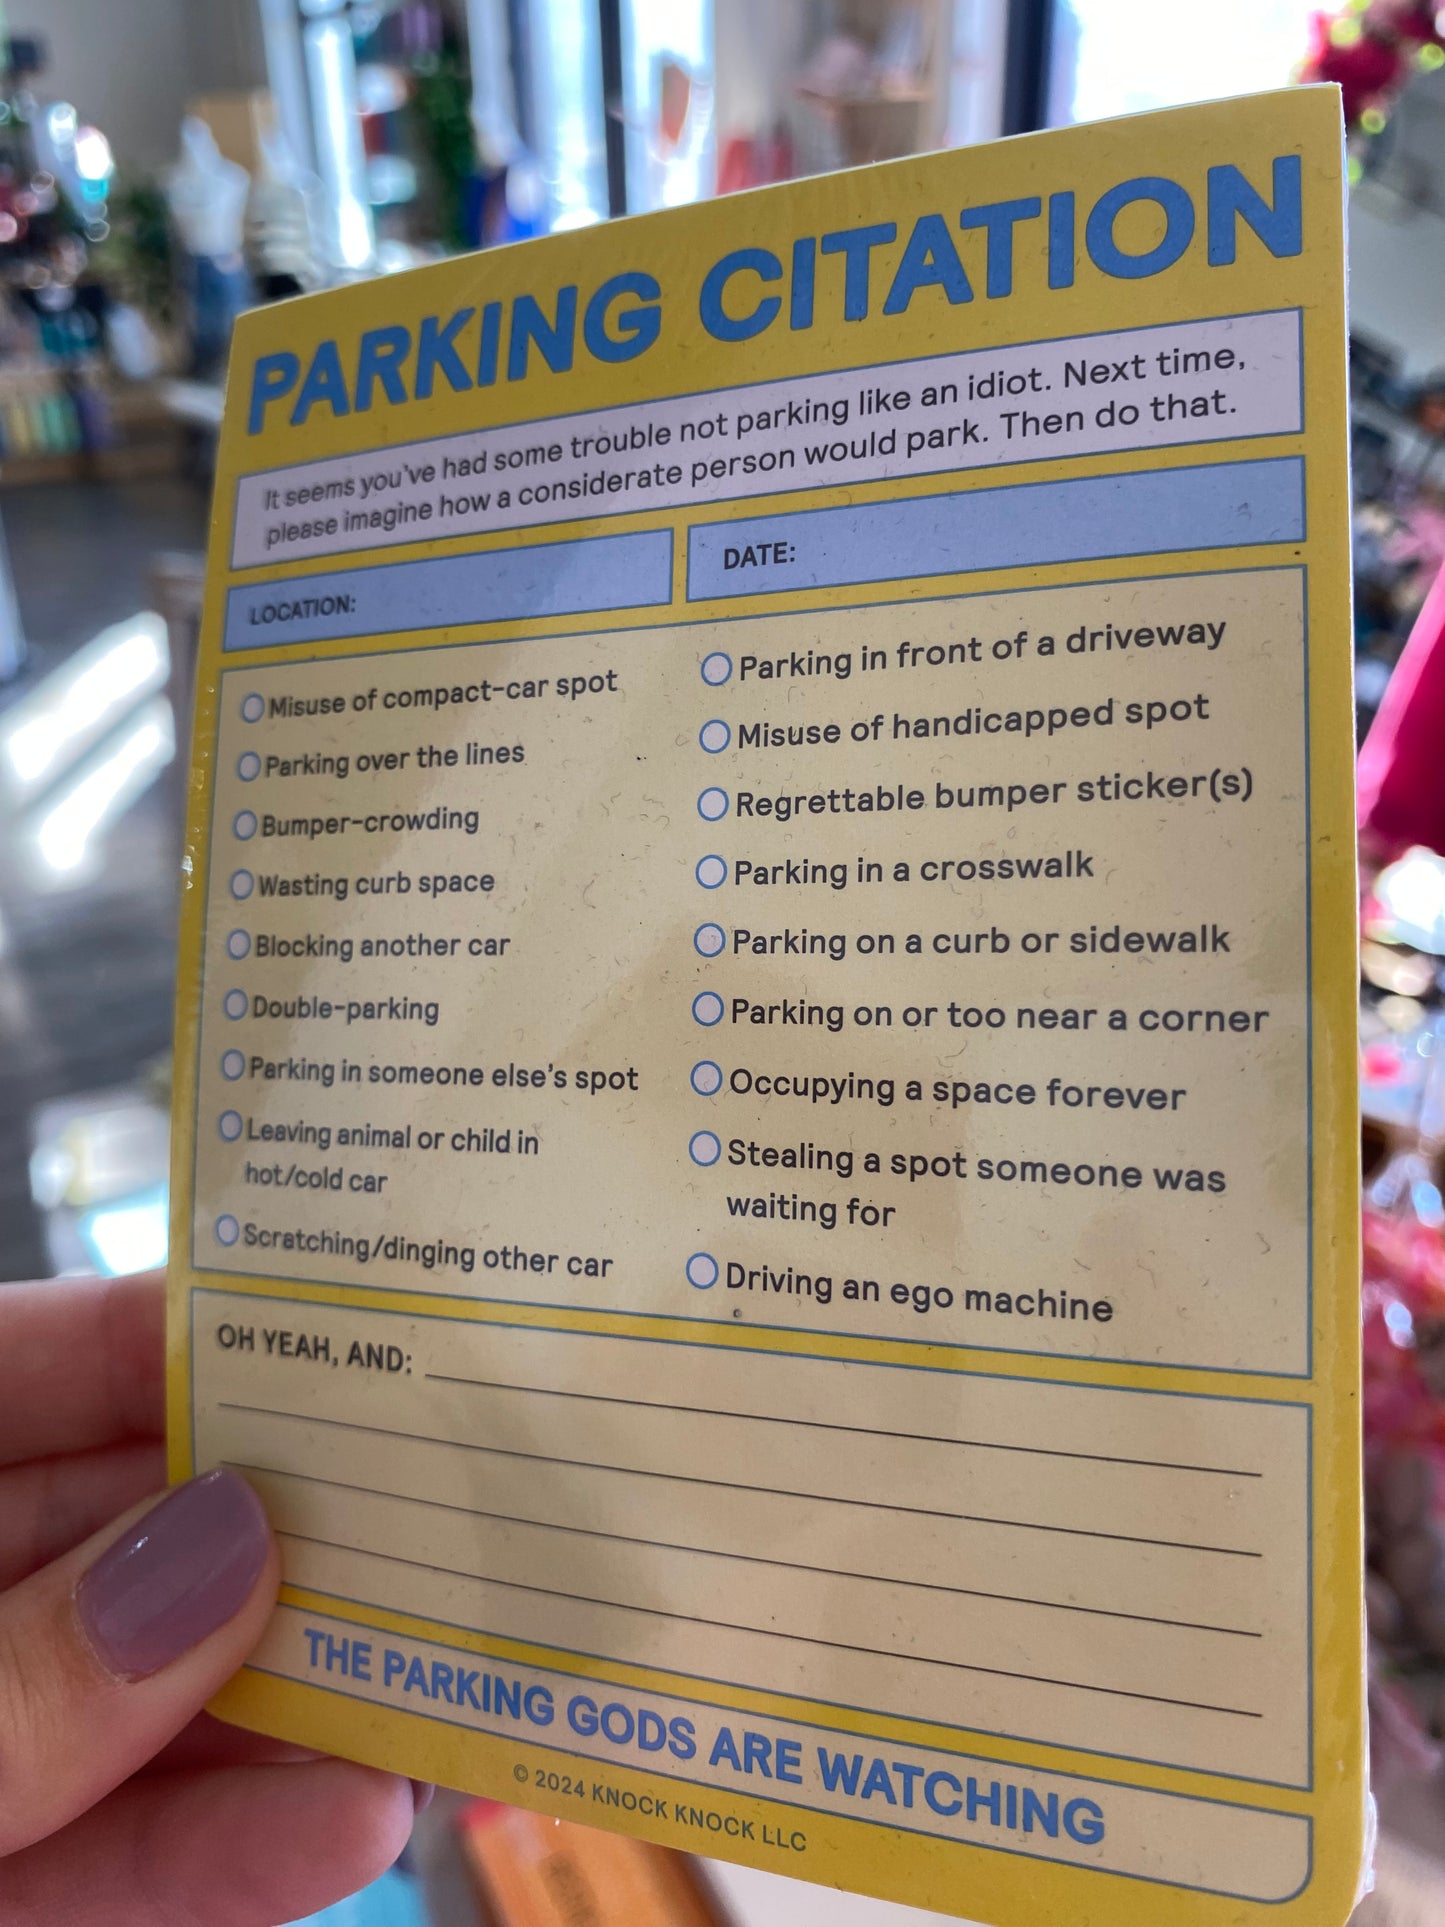 PARKING CITATION
It seems you've had some trouble not parking like an idiot. Next time,
please imagine how a considerate person would park. Then do that.
LOCATION:
DATE:
Misuse of compact-car spot
Parking over the lines
Bumper-crowding
Wasting curb space
Blocking another car
Double-parking
Parking in someone else's spot
Leaving animal or child in
hot/cold car
Scratching/dinging other car
Parking in front of a driveway
Misuse of handicapped spot
Regrettable bumper sticker(s)
Parking in a crosswalk
Parking on a curb or sidewalk
Parking on or too near a corner
Occupying a space forever
Stealing a spot someone was
waiting for
Driving an ego machine
OH YEAH, AND:
THE PARKING GODS ARE WATCHING
© 2024 KNOCK KNOCK LLC